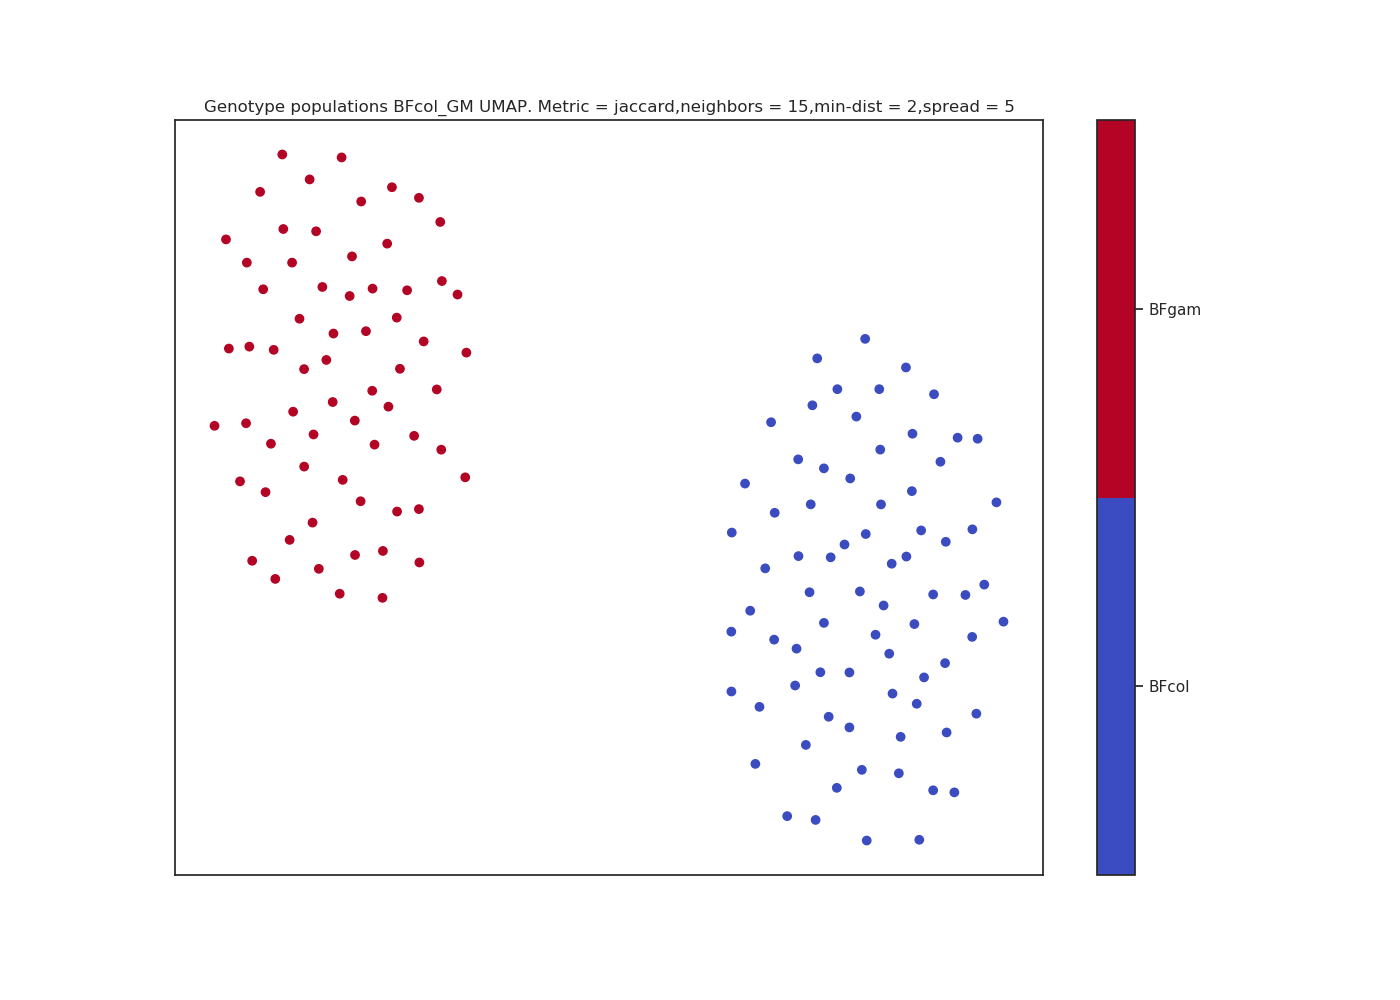 Genotype populations BFcol_GM UMAP. Metric = jaccard,neighbors = 15,min-dist = 2,spread = 5
BFgam
BFcol